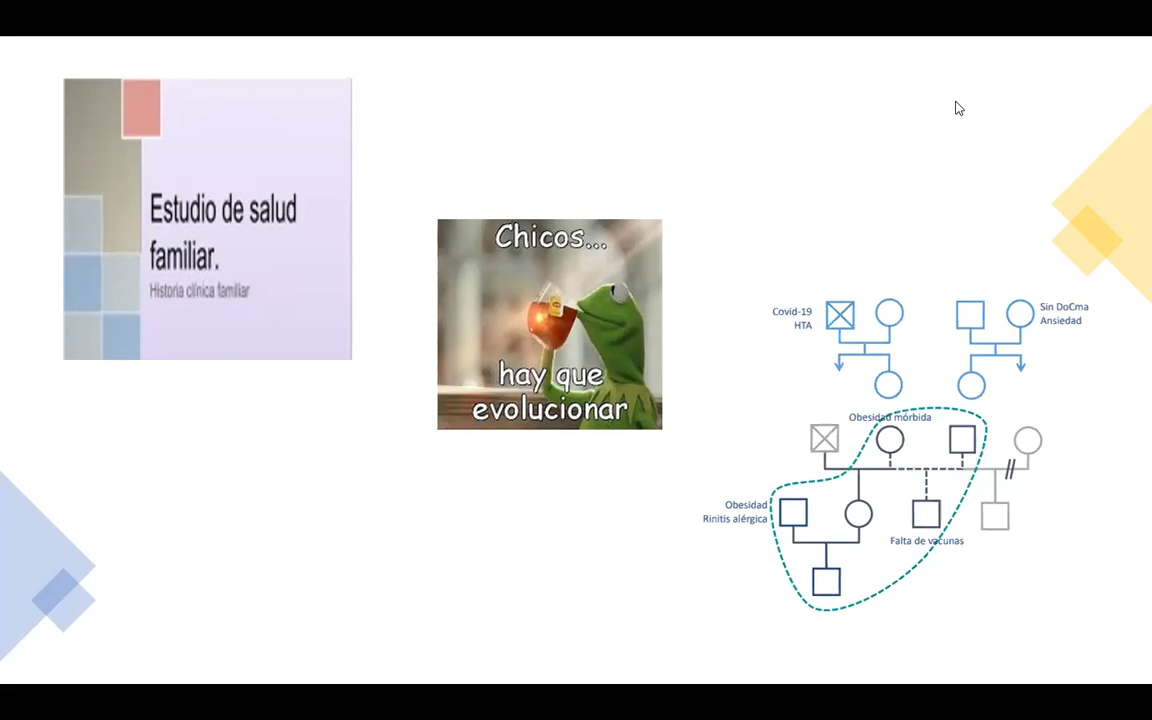 Estudio de salud
familiar.
Historia clínica familiar
Chicos...
hay que
evolucionar
Covid-19
HTA
Sin DoCma
Ansiedad
Obesidad mórbida
Obesidad
Rinitis alérgica
Falta de vacunas